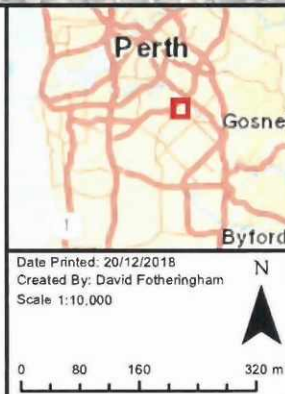 Perth
Gosne
Byford
Date Printed: 20/12/2018
Created By: David Fotheringham
Scale 1:10,000
N
0 80 160 320 m